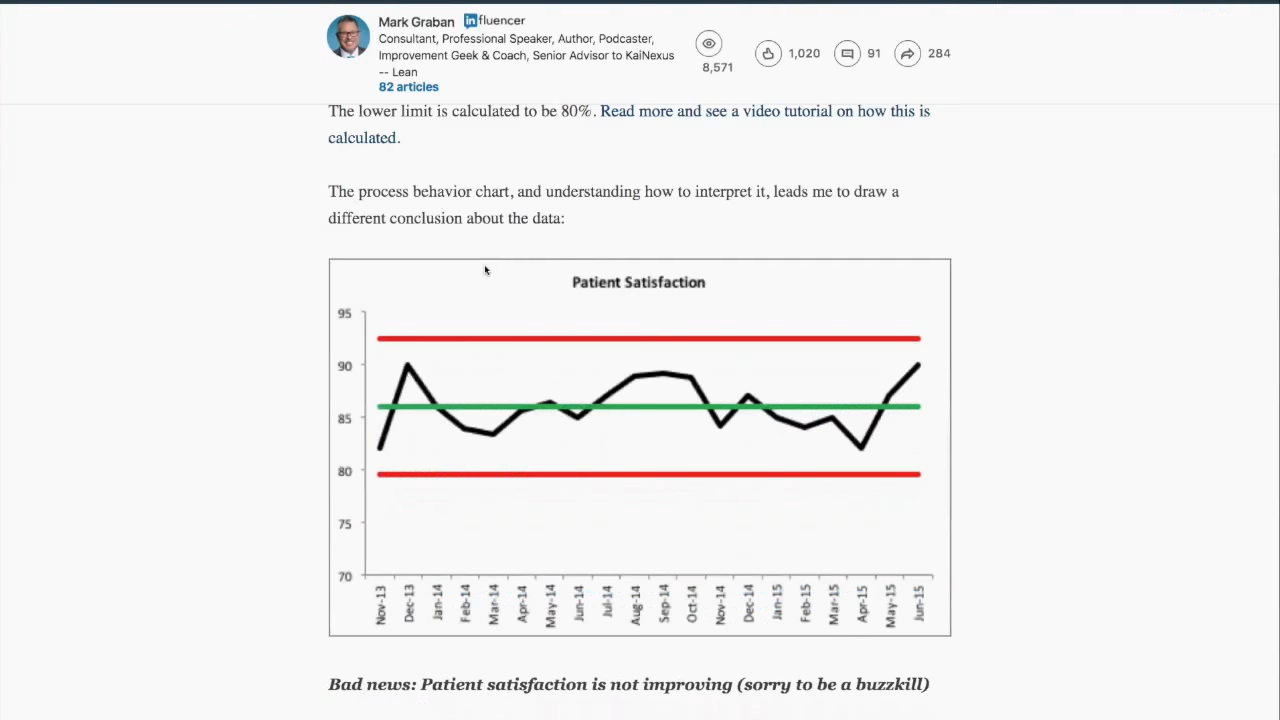 Mark Graban influencer
Consultant, Professional Speaker, Author, Podcaster,
Improvement Geek & Coach, Senior Advisor to KaiNexus
-- Lean
82 articles
8,571
1,020
91
284
The lower limit is calculated to be 80%. Read more and see a video tutorial on how this is
calculated.
The process behavior chart, and understanding how to interpret it, leads me to draw a
different conclusion about the data:
Patient Satisfaction
95
90
85
80
75
70
Nov-13
Dec-13
Jan-14
Feb-14
Mar-14
Apr-14
May-14
Jun-14
Jul-14
Aug-14
Sep-14
Oct-14
Nov-14
Dec-14
Jan-15
Feb-15
Mar-15
Apr-15
May-15
Jun-15
Bad news: Patient satisfaction is not improving (sorry to be a buzzkill)